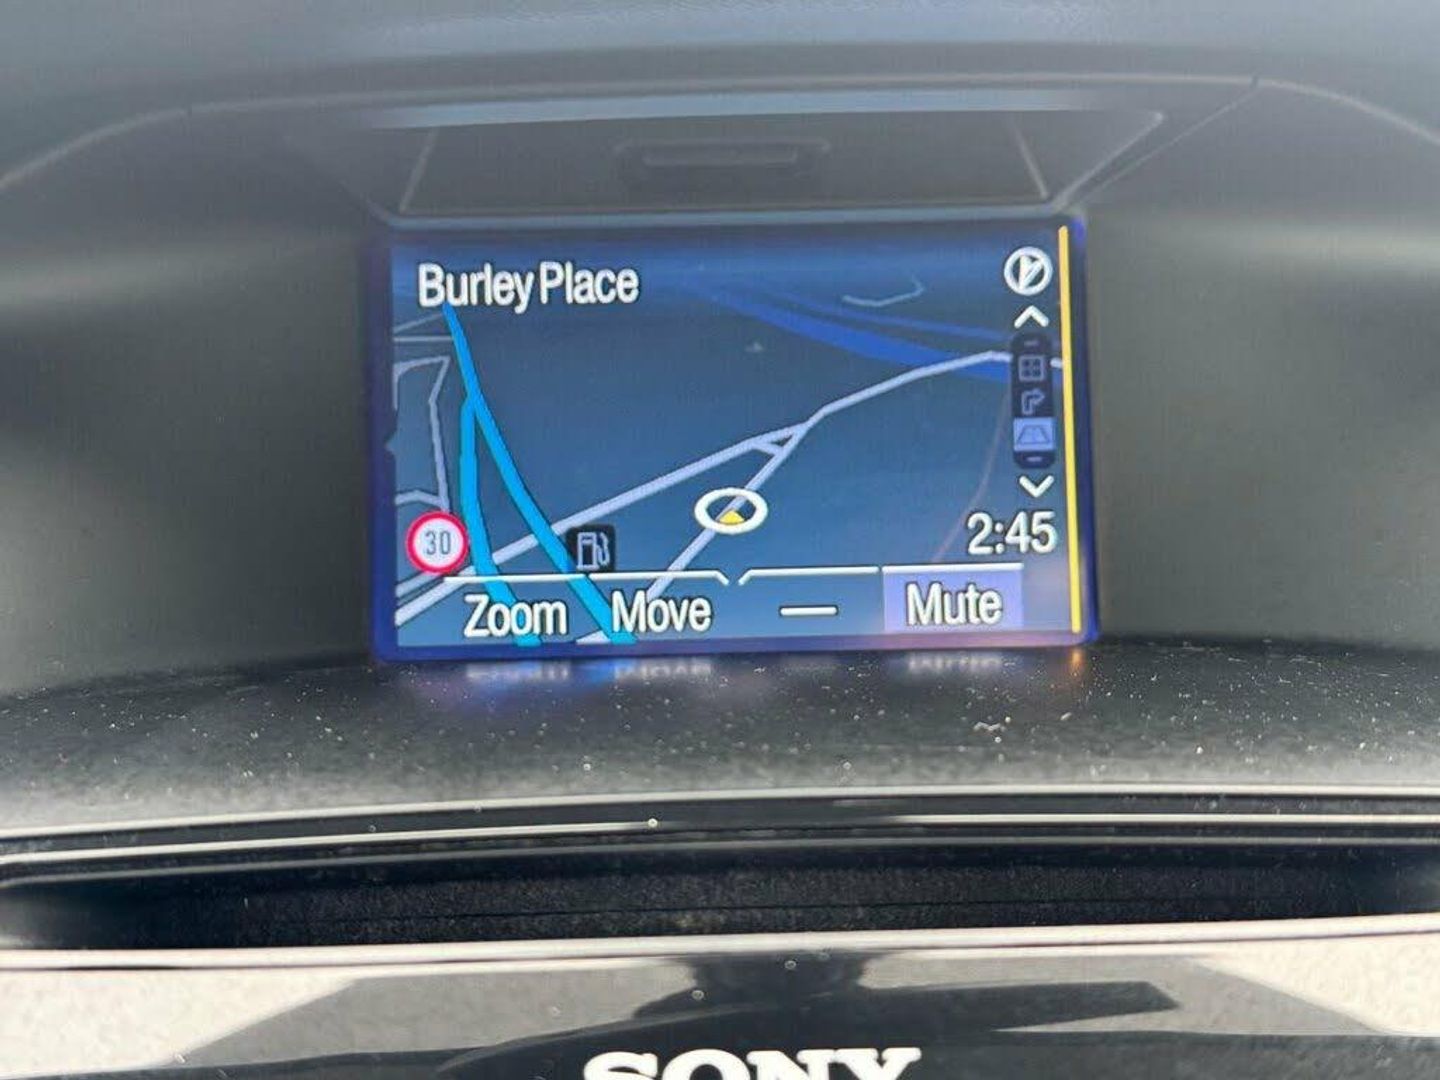 Burley Place
30
2:45
Zoom Move — Mute
SONY